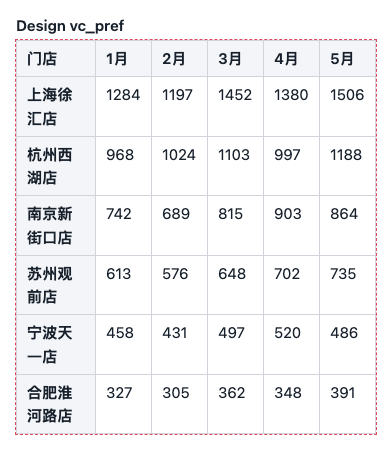 Design vc_pref
门店 1月 2月 3月 4月 5月
上海徐 1284 1197 1452 1380 1506
汇店
杭州西 968 1024 1103 997 1188
湖店
南京新 742 689 815 903 864
街口店
苏州观 613 576 648 702 735
前店
宁波天 458 431 497 520 486
一店
合肥淮 327 305 362 348 391
河路店